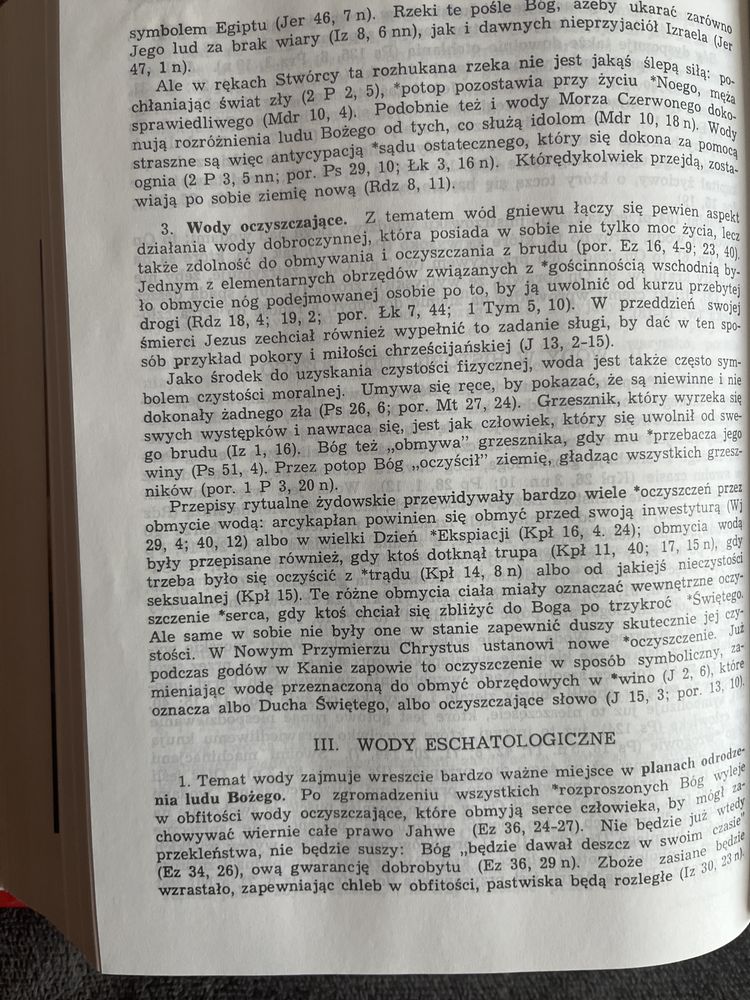 symbolem Egiptu (Jer 46, 7 n). Rzeki te pośle Bóg, ażeby ukarać zarówno
Jego lud za brak wiary (Iz 8, 6 nn), jak i dawnych nieprzyjaciół Izraela (Jer
47, 1 n).
Ale w rękach Stwórcy ta rozhukana rzeka nie jest jakąś ślepą siłą: po-
chłaniając świat zły (2 P 2, 5), *potop pozostawia przy życiu *Noego, męża
sprawiedliwego (Mdr 10, 4). Podobnie też i wody Morza Czerwonego doko-
nują rozróżnienia ludu Bożego od tych, co służą idolom (Mdr 10, 18 n). Wody
straszne są więc antycypacją *sądu ostatecznego, który się dokona za pomocą
ognia (2 P 3, 5 nn; por. Ps 29, 10; Łk 3, 16 n). Którędykolwiek przejdą, zosta-
wiają po sobie ziemię nową (Rdz 8, 11).
3. Wody oczyszczające. Z tematem wód gniewu łączy się pewien aspekt
działania wody dobroczynnej, która posiada w sobie nie tylko moc życia, lecz
także zdolność do obmywania i oczyszczania z brudu (por. Ez 16, 4-9; 23, 40).
Jednym z elementarnych obrzędów związanych z *gościnnością wschodnią by-
ło obmycie nóg podejmowanej osobie po to, by ją uwolnić od kurzu przebytej
drogi (Rdz 18, 4; 19, 2; por. Łk 7, 44; 1 Tym 5, 10). W przeddzień swojej
śmierci Jezus zechciał również wypełnić to zadanie sługi, by dać w ten spo-
sób przykład pokory i miłości chrześcijańskiej (J 13, 2-15).
Jako środek do uzyskania czystości fizycznej, woda jest także często sym-
bolem czystości moralnej. Umywa się ręce, by pokazać, że są niewinne i nie
dokonały żadnego zła (Ps 26, 6; por. Mt 27, 24). Grzesznik, który wyrzeka się
swych występków i nawraca się, jest jak człowiek, który się uwolnił od swe-
go brudu (Iz 1, 16). Bóg też „obmywa” grzesznika, gdy mu *przebacza jego
winy (Ps 51, 4). Przez potop Bóg „oczyścił” ziemię, gładząc wszystkich grzesz-
ników (por. 1 P 3, 20 n).
Przepisy rytualne żydowskie przewidywały bardzo wiele *oczyszczeń przez
obmycie wodą: arcykapłan powinien się obmyć przed swoją inwestyturą (Wj
29, 4; 40, 12) albo w wielki Dzień *Ekspiacji (Kpł 16, 4. 24); obmycia wodą
były przepisane również, gdy ktoś dotknął trupa (Kpł 11, 40; 17, 15 n), gdy
trzeba było się oczyścić z *trądu (Kpł 14, 8 n) albo od jakiejś nieczystości
seksualnej (Kpł 15). Te różne obmycia ciała miały oznaczać wewnętrzne oczy-
szczenie *serca, gdy ktoś chciał się zbliżyć do Boga po trzykroć *Świętego.
Ale same w sobie nie były one w stanie zapewnić duszy skutecznie jej czy-
stości. W Nowym Przymierzu Chrystus ustanowi nowe *oczyszczenie. Już
podczas godów w Kanie zapowie to oczyszczenie w sposób symboliczny, za-
mieniając wodę przeznaczoną do obmyć obrzędowych w *wino (J 2, 6), które
oznacza albo Ducha Świętego, albo oczyszczające słowo (J 15, 3; por. 13, 10).
III. WODY ESCHATOLOGICZNE
1. Temat wody zajmuje wreszcie bardzo ważne miejsce w planach odrodze-
nia ludu Bożego. Po zgromadzeniu wszystkich *rozproszonych Bóg wyleje
w obfitości wody oczyszczające, które obmyją serce człowieka, by mógł za-
chowywać wiernie całe prawo Jahwe (Ez 36, 24-27). Nie będzie już wtedy
przekleństwa, nie będzie suszy: Bóg „będzie dawał deszcz w swoim czasie”
(Ez 34, 26), ową gwarancję dobrobytu (Ez 36, 29 n). Zboże zasiane będzie
wzrastało, zapewniając chleb w obfitości, pastwiska będą rozległe (Iz 30, 23 n).